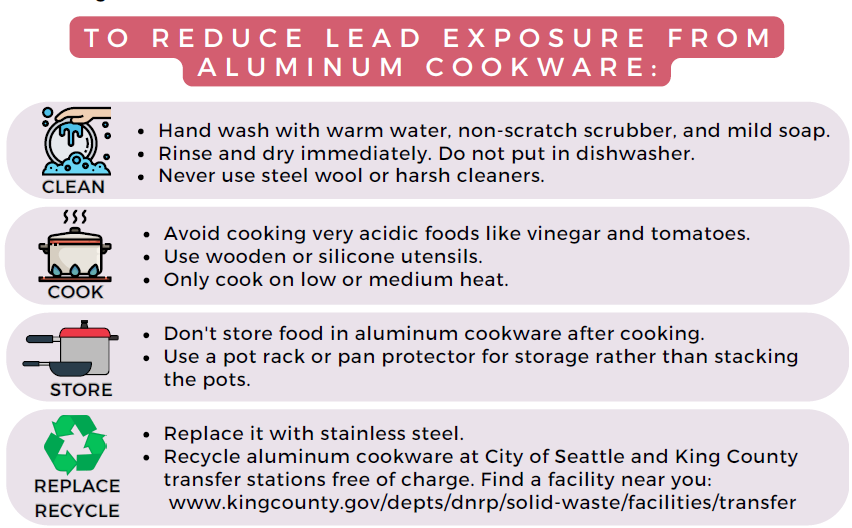 TO REDUCE LEAD EXPOSURE FROM
ALUMINUM COOKWARE:
CLEAN
• Hand wash with warm water, non-scratch scrubber, and mild soap.
• Rinse and dry immediately. Do not put in dishwasher.
• Never use steel wool or harsh cleaners.
COOK
• Avoid cooking very acidic foods like vinegar and tomatoes.
• Use wooden or silicone utensils.
• Only cook on low or medium heat.
STORE
• Don't store food in aluminum cookware after cooking.
• Use a pot rack or pan protector for storage rather than stacking
the pots.
REPLACE
RECYCLE
• Replace it with stainless steel.
• Recycle aluminum cookware at City of Seattle and King County
transfer stations free of charge. Find a facility near you:
www.kingcounty.gov/depts/dnrp/solid-waste/facilities/transfer